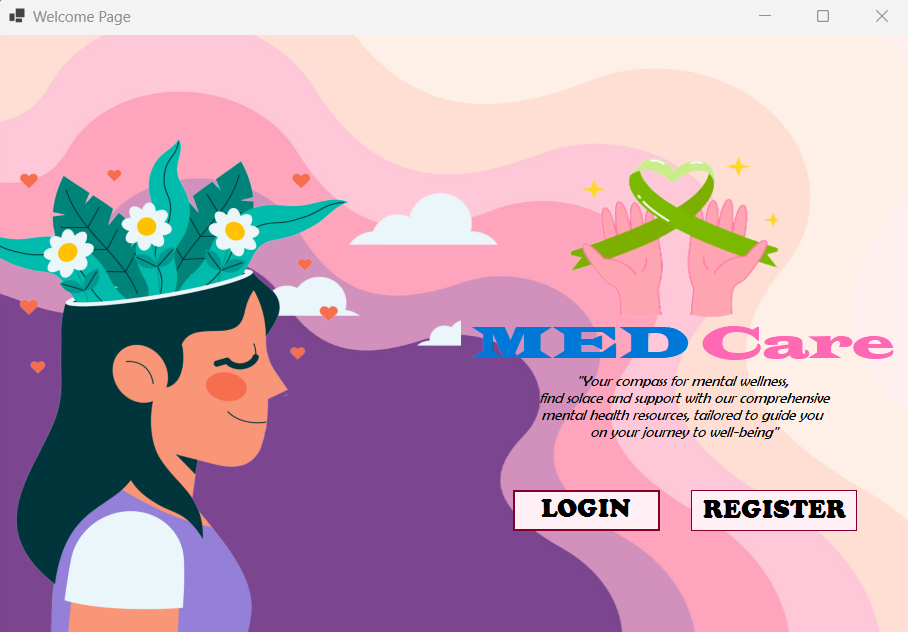 Welcome Page
MED Care
"Your compass for mental wellness,
find solace and support with our comprehensive
mental health resources, tailored to guide you
on your journey to well-being"
LOGIN REGISTER